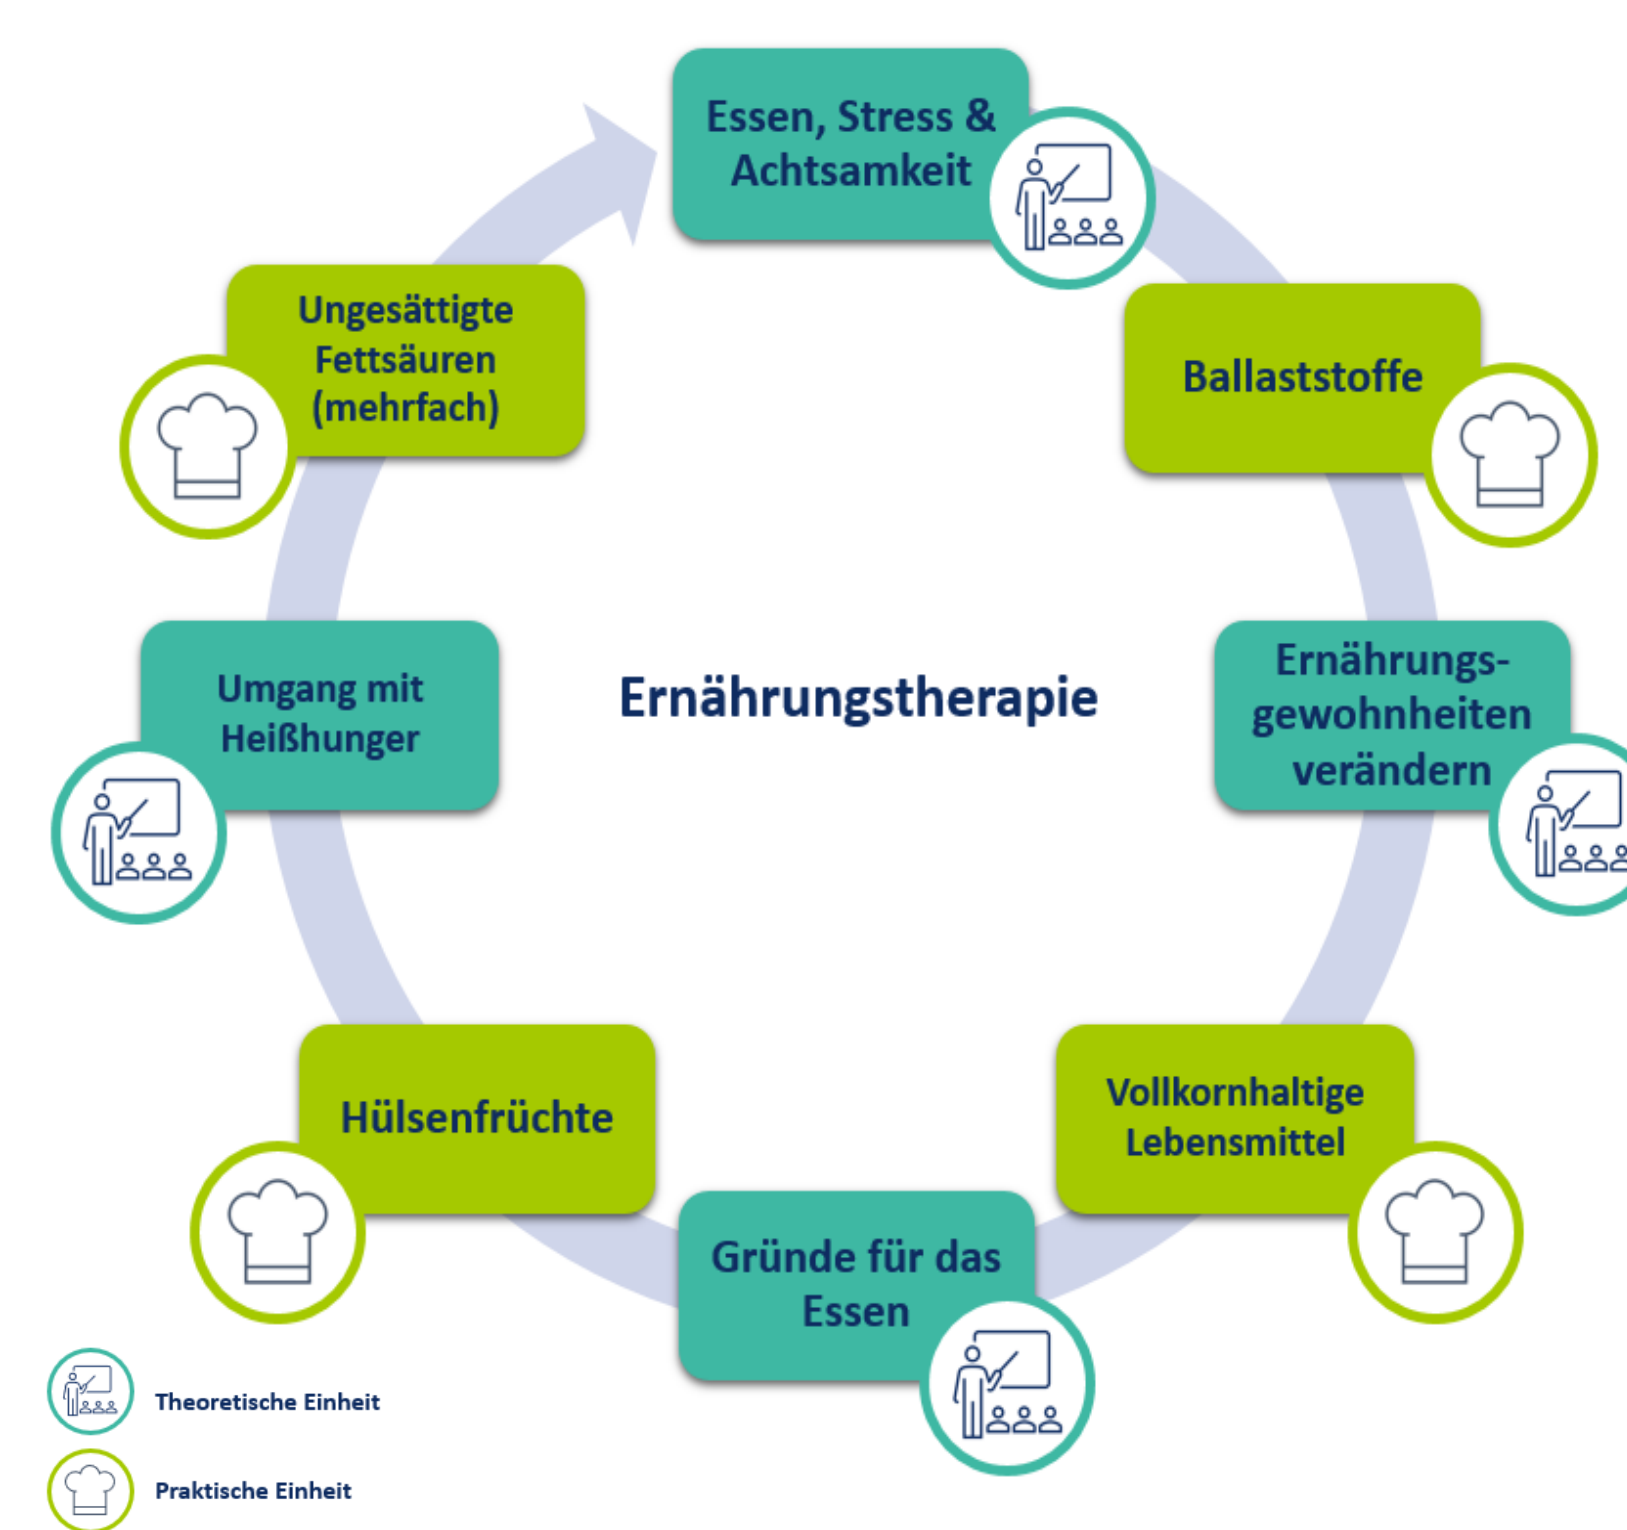 Essen, Stress &
Achtsamkeit
Ballaststoffe
Ernährungs-
gewohnheiten
verändern
Vollkornhaltige
Lebensmittel
Gründe für das
Essen
Hülsenfrüchte
Umgang mit
Heißhunger
Ungesättigte
Fettsäuren
(mehrfach)
Ernährungstherapie
Theoretische Einheit
Praktische Einheit